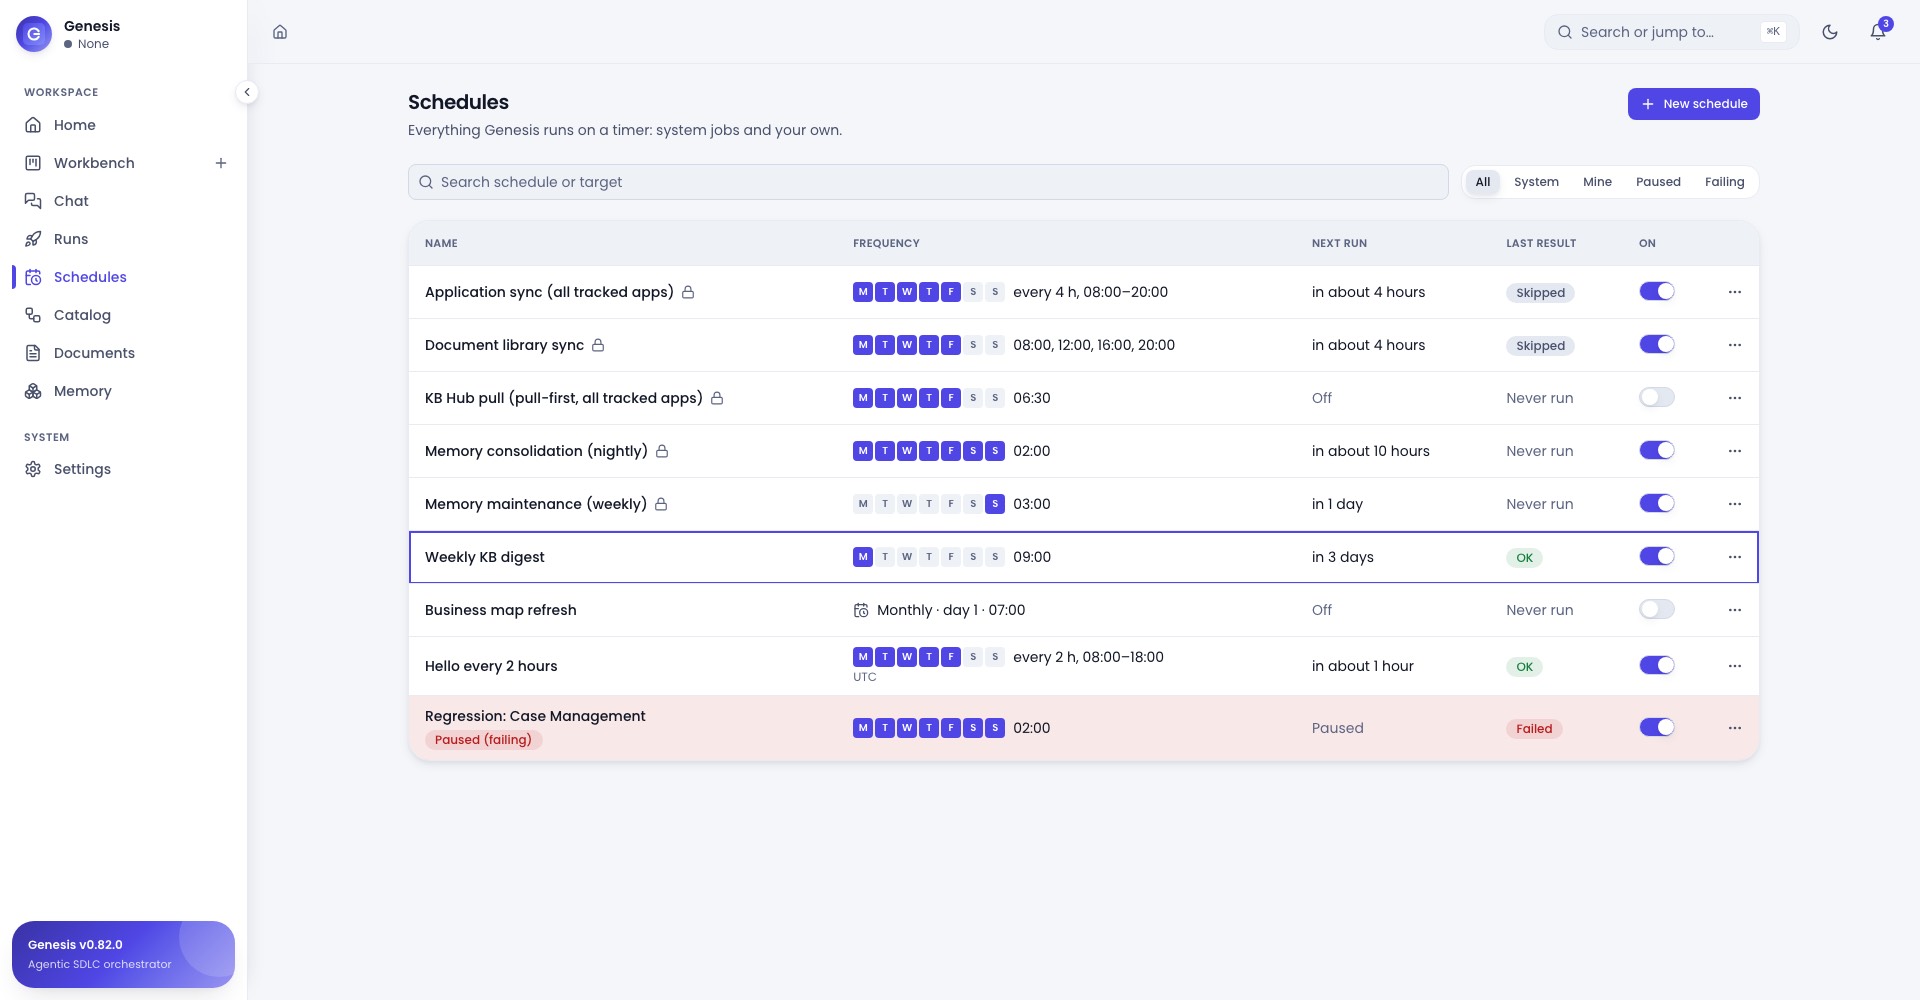 Genesis
None
WORKSPACE
Home
Workbench
Chat
Runs
Schedules
Catalog
Documents
Memory
SYSTEM
Settings
Genesis v0.82.0
Agentic SDLC orchestrator
Search or jump to...
⌘K
3
Schedules
Everything Genesis runs on a timer: system jobs and your own.
New schedule
Search schedule or target
All System Mine Paused Failing
NAME FREQUENCY NEXT RUN LAST RESULT ON
Application sync (all tracked apps) M T W T F S S every 4 h, 08:00–20:00 in about 4 hours Skipped
Document library sync M T W T F S S 08:00, 12:00, 16:00, 20:00 in about 4 hours Skipped
KB Hub pull (pull-first, all tracked apps) M T W T F S S 06:30 Off Never run
Memory consolidation (nightly) M T W T F S S 02:00 in about 10 hours Never run
Memory maintenance (weekly) M T W T F S S 03:00 in 1 day Never run
Weekly KB digest M T W T F S S 09:00 in 3 days OK
Business map refresh Monthly · day 1 · 07:00 Off Never run
Hello every 2 hours M T W T F S S every 2 h, 08:00–18:00 in about 1 hour OK
UTC
Regression: Case Management M T W T F S S 02:00 Paused Failed
Paused (failing)